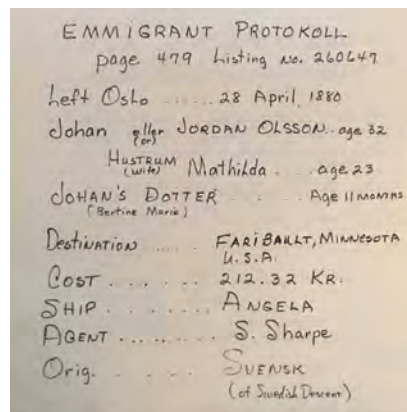 EMMIGRANT PROTOKOLL
page 479 Listing no. 260647
Left Oslo ...... 28 April, 1880
Johan eller JORDAN OLSSON.. age 32
(or)
HUSTRUM Mathilda .... age 23
(wife)
JOHAN'S DOTTER - . . . . Age 11 MONTHS
(Bertine Marie)
DESTINATION ..... FARIBAULT, MINNESOTA
U.S.A.
COST ...... 212.32 KR.
SHIP ........ ANGELA
AGENT ......... S. Sharpe
Orig. . . . . . SVENSK
(of Swedish Descent)